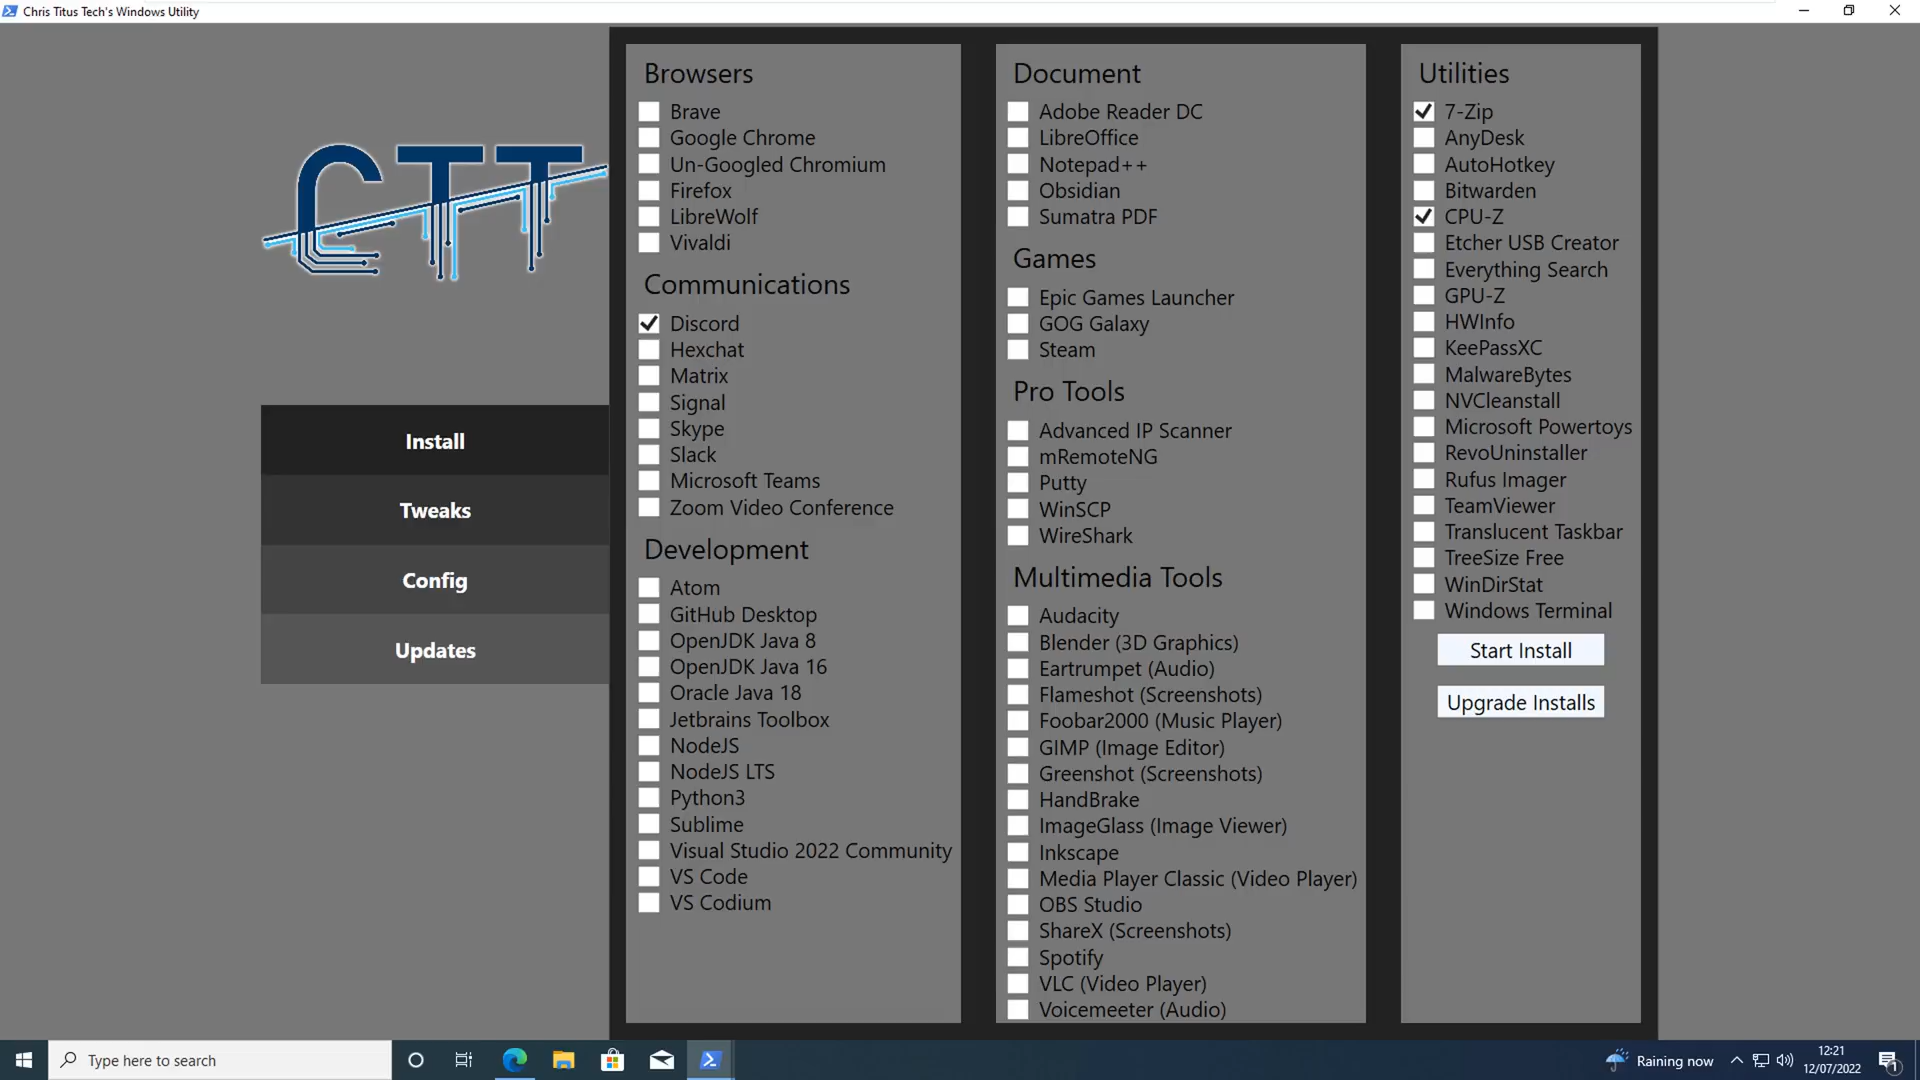 Chris Titus Tech's Windows Utility
CTT
Install
Tweaks
Config
Updates
Browsers
Brave
Google Chrome
Un-Googled Chromium
Firefox
LibreWolf
Vivaldi
Communications
Discord
Hexchat
Matrix
Signal
Skype
Slack
Microsoft Teams
Zoom Video Conference
Development
Atom
GitHub Desktop
OpenJDK Java 8
OpenJDK Java 16
Oracle Java 18
Jetbrains Toolbox
NodeJS
NodeJS LTS
Python3
Sublime
Visual Studio 2022 Community
VS Code
VS Codium
Document
Adobe Reader DC
LibreOffice
Notepad++
Obsidian
Sumatra PDF
Games
Epic Games Launcher
GOG Galaxy
Steam
Pro Tools
Advanced IP Scanner
mRemoteNG
Putty
WinSCP
WireShark
Multimedia Tools
Audacity
Blender (3D Graphics)
Eartrumpet (Audio)
Flameshot (Screenshots)
Foobar2000 (Music Player)
GIMP (Image Editor)
Greenshot (Screenshots)
HandBrake
ImageGlass (Image Viewer)
Inkscape
Media Player Classic (Video Player)
OBS Studio
ShareX (Screenshots)
Spotify
VLC (Video Player)
Voicemeeter (Audio)
Utilities
7-Zip
AnyDesk
AutoHotkey
Bitwarden
CPU-Z
Etcher USB Creator
Everything Search
GPU-Z
HWInfo
KeePassXC
MalwareBytes
NVCleanstall
Microsoft Powertoys
RevoUninstaller
Rufus Imager
TeamViewer
Translucent Taskbar
TreeSize Free
WinDirStat
Windows Terminal
Start Install
Upgrade Installs
Type here to search
Raining now
12:21
12/07/2022
1